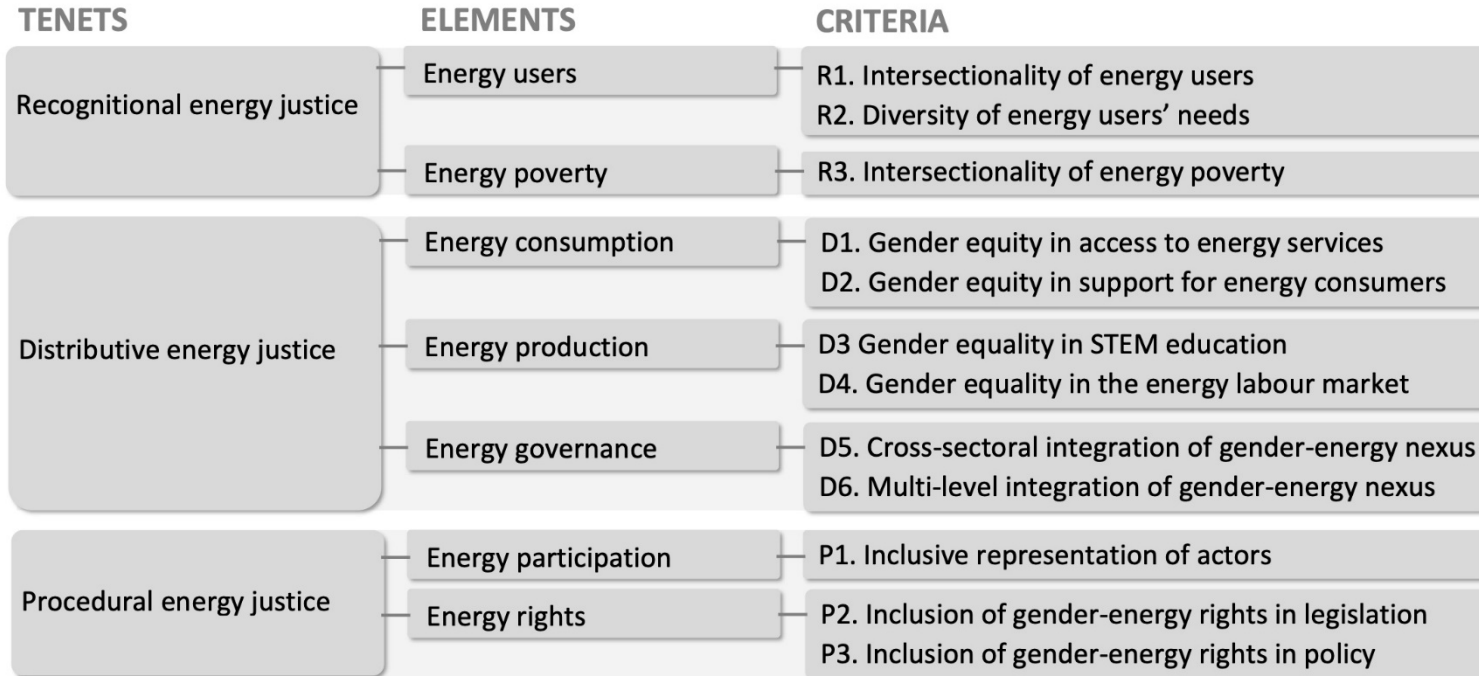 TENETS
ELEMENTS
CRITERIA
Recognitional energy justice
Energy users
R1. Intersectionality of energy users
R2. Diversity of energy users’ needs
Energy poverty
R3. Intersectionality of energy poverty
Distributive energy justice
Energy consumption
D1. Gender equity in access to energy services
D2. Gender equity in support for energy consumers
Energy production
D3 Gender equality in STEM education
D4. Gender equality in the energy labour market
Energy governance
D5. Cross-sectoral integration of gender-energy nexus
D6. Multi-level integration of gender-energy nexus
Procedural energy justice
Energy participation
P1. Inclusive representation of actors
Energy rights
P2. Inclusion of gender-energy rights in legislation
P3. Inclusion of gender-energy rights in policy